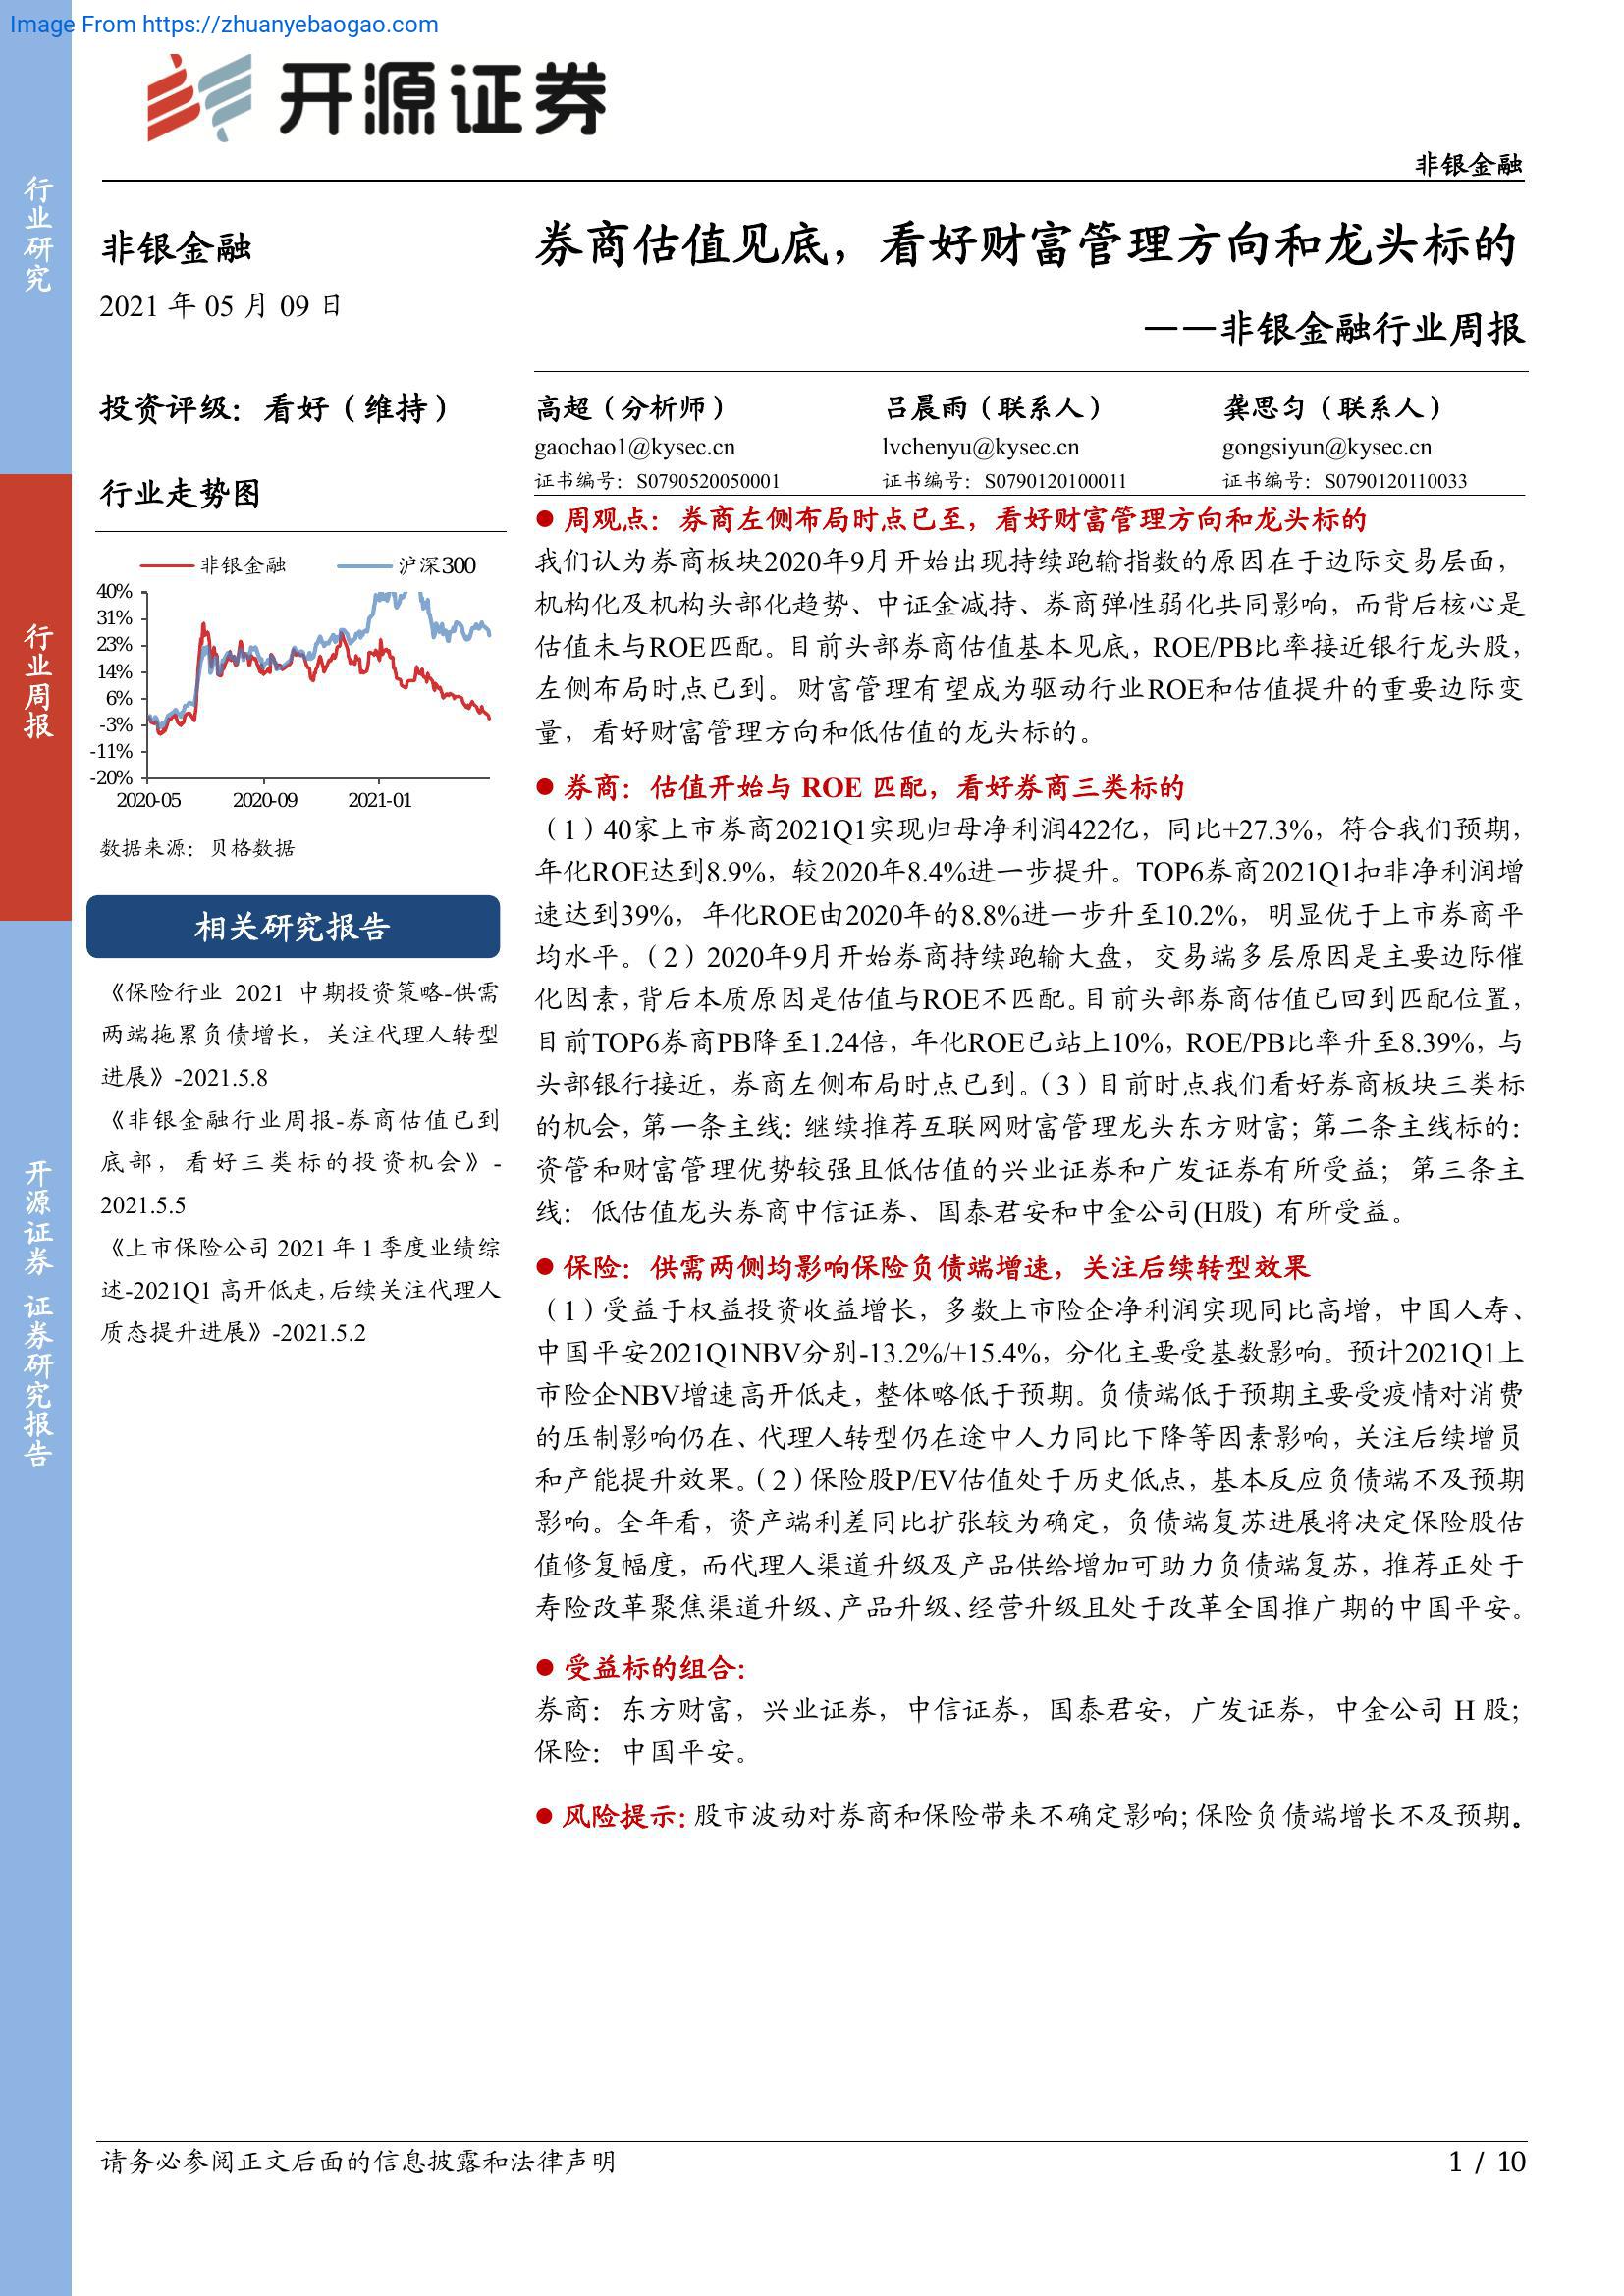 Image From https://zhuanyebaogao.com
开源证券
非银金融
行业研究
行业周报
开源证券 证券研究报告
非银金融
2021 年 05 月 09 日
投资评级：看好（维持）
行业走势图
非银金融 沪深300
40%
31%
23%
14%
6%
-3%
-11%
-20%
2020-05 2020-09 2021-01
数据来源：贝格数据
相关研究报告
《保险行业 2021 中期投资策略-供需
两端拖累负债增长，关注代理人转型
进展》-2021.5.8
《非银金融行业周报-券商估值已到
底部，看好三类标的投资机会》-
2021.5.5
《上市保险公司 2021 年 1 季度业绩综
述-2021Q1 高开低走，后续关注代理人
质态提升进展》-2021.5.2
券商估值见底，看好财富管理方向和龙头标的
——非银金融行业周报
高超（分析师） 吕晨雨（联系人） 龚思匀（联系人）
gaochao1@kysec.cn lvchenyu@kysec.cn gongsiyun@kysec.cn
证书编号：S0790520050001 证书编号：S0790120100011 证书编号：S0790120110033
● 周观点：券商左侧布局时点已至，看好财富管理方向和龙头标的
我们认为券商板块2020年9月开始出现持续跑输指数的原因在于边际交易层面，
机构化及机构头部化趋势、中证金减持、券商弹性弱化共同影响，而背后核心是
估值未与ROE匹配。目前头部券商估值基本见底，ROE/PB比率接近银行龙头股，
左侧布局时点已到。财富管理有望成为驱动行业ROE和估值提升的重要边际变
量，看好财富管理方向和低估值的龙头标的。
● 券商：估值开始与 ROE 匹配，看好券商三类标的
（1）40家上市券商2021Q1实现归母净利润422亿，同比+27.3%，符合我们预期，
年化ROE达到8.9%，较2020年8.4%进一步提升。TOP6券商2021Q1扣非净利润增
速达到39%，年化ROE由2020年的8.8%进一步升至10.2%，明显优于上市券商平
均水平。（2）2020年9月开始券商持续跑输大盘，交易端多层原因是主要边际催
化因素，背后本质原因是估值与ROE不匹配。目前头部券商估值已回到匹配位置，
目前TOP6券商PB降至1.24倍，年化ROE已站上10%，ROE/PB比率升至8.39%，与
头部银行接近，券商左侧布局时点已到。（3）目前时点我们看好券商板块三类标
的机会，第一条主线：继续推荐互联网财富管理龙头东方财富；第二条主线标的：
资管和财富管理优势较强且低估值的兴业证券和广发证券有所受益；第三条主
线：低估值龙头券商中信证券、国泰君安和中金公司(H股) 有所受益。
● 保险：供需两侧均影响保险负债端增速，关注后续转型效果
（1）受益于权益投资收益增长，多数上市险企净利润实现同比高增，中国人寿、
中国平安2021Q1NBV分别-13.2%/+15.4%，分化主要受基数影响。预计2021Q1上
市险企NBV增速高开低走，整体略低于预期。负债端低于预期主要受疫情对消费
的压制影响仍在、代理人转型仍在途中人力同比下降等因素影响，关注后续增员
和产能提升效果。（2）保险股P/EV估值处于历史低点，基本反应负债端不及预期
影响。全年看，资产端利差同比扩张较为确定，负债端复苏进展将决定保险股估
值修复幅度，而代理人渠道升级及产品供给增加可助力负债端复苏，推荐正处于
寿险改革聚焦渠道升级、产品升级、经营升级且处于改革全国推广期的中国平安。
● 受益标的组合：
券商：东方财富，兴业证券，中信证券，国泰君安，广发证券，中金公司 H 股；
保险：中国平安。
● 风险提示：股市波动对券商和保险带来不确定影响；保险负债端增长不及预期。
请务必参阅正文后面的信息披露和法律声明
1 / 10